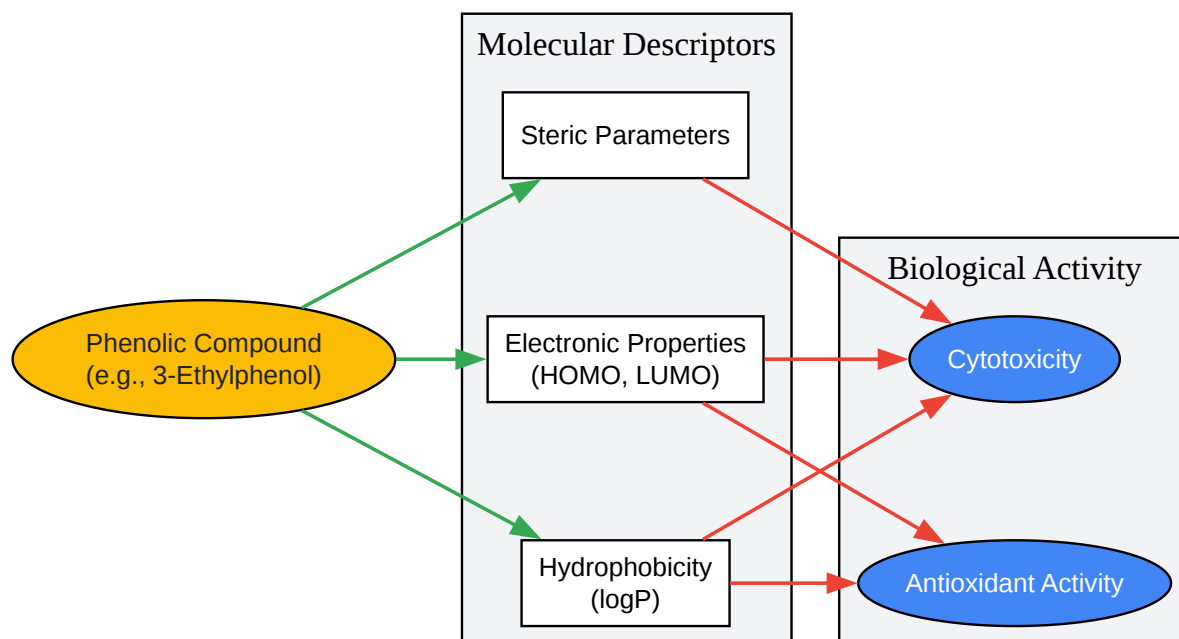 Molecular Descriptors
Steric Parameters
Biological Activity
Phenolic Compound
(e.g., 3-Ethylphenol)
Electronic Properties
(HOMO, LUMO)
Cytotoxicity
Hydrophobicity
(logP)
Antioxidant Activity